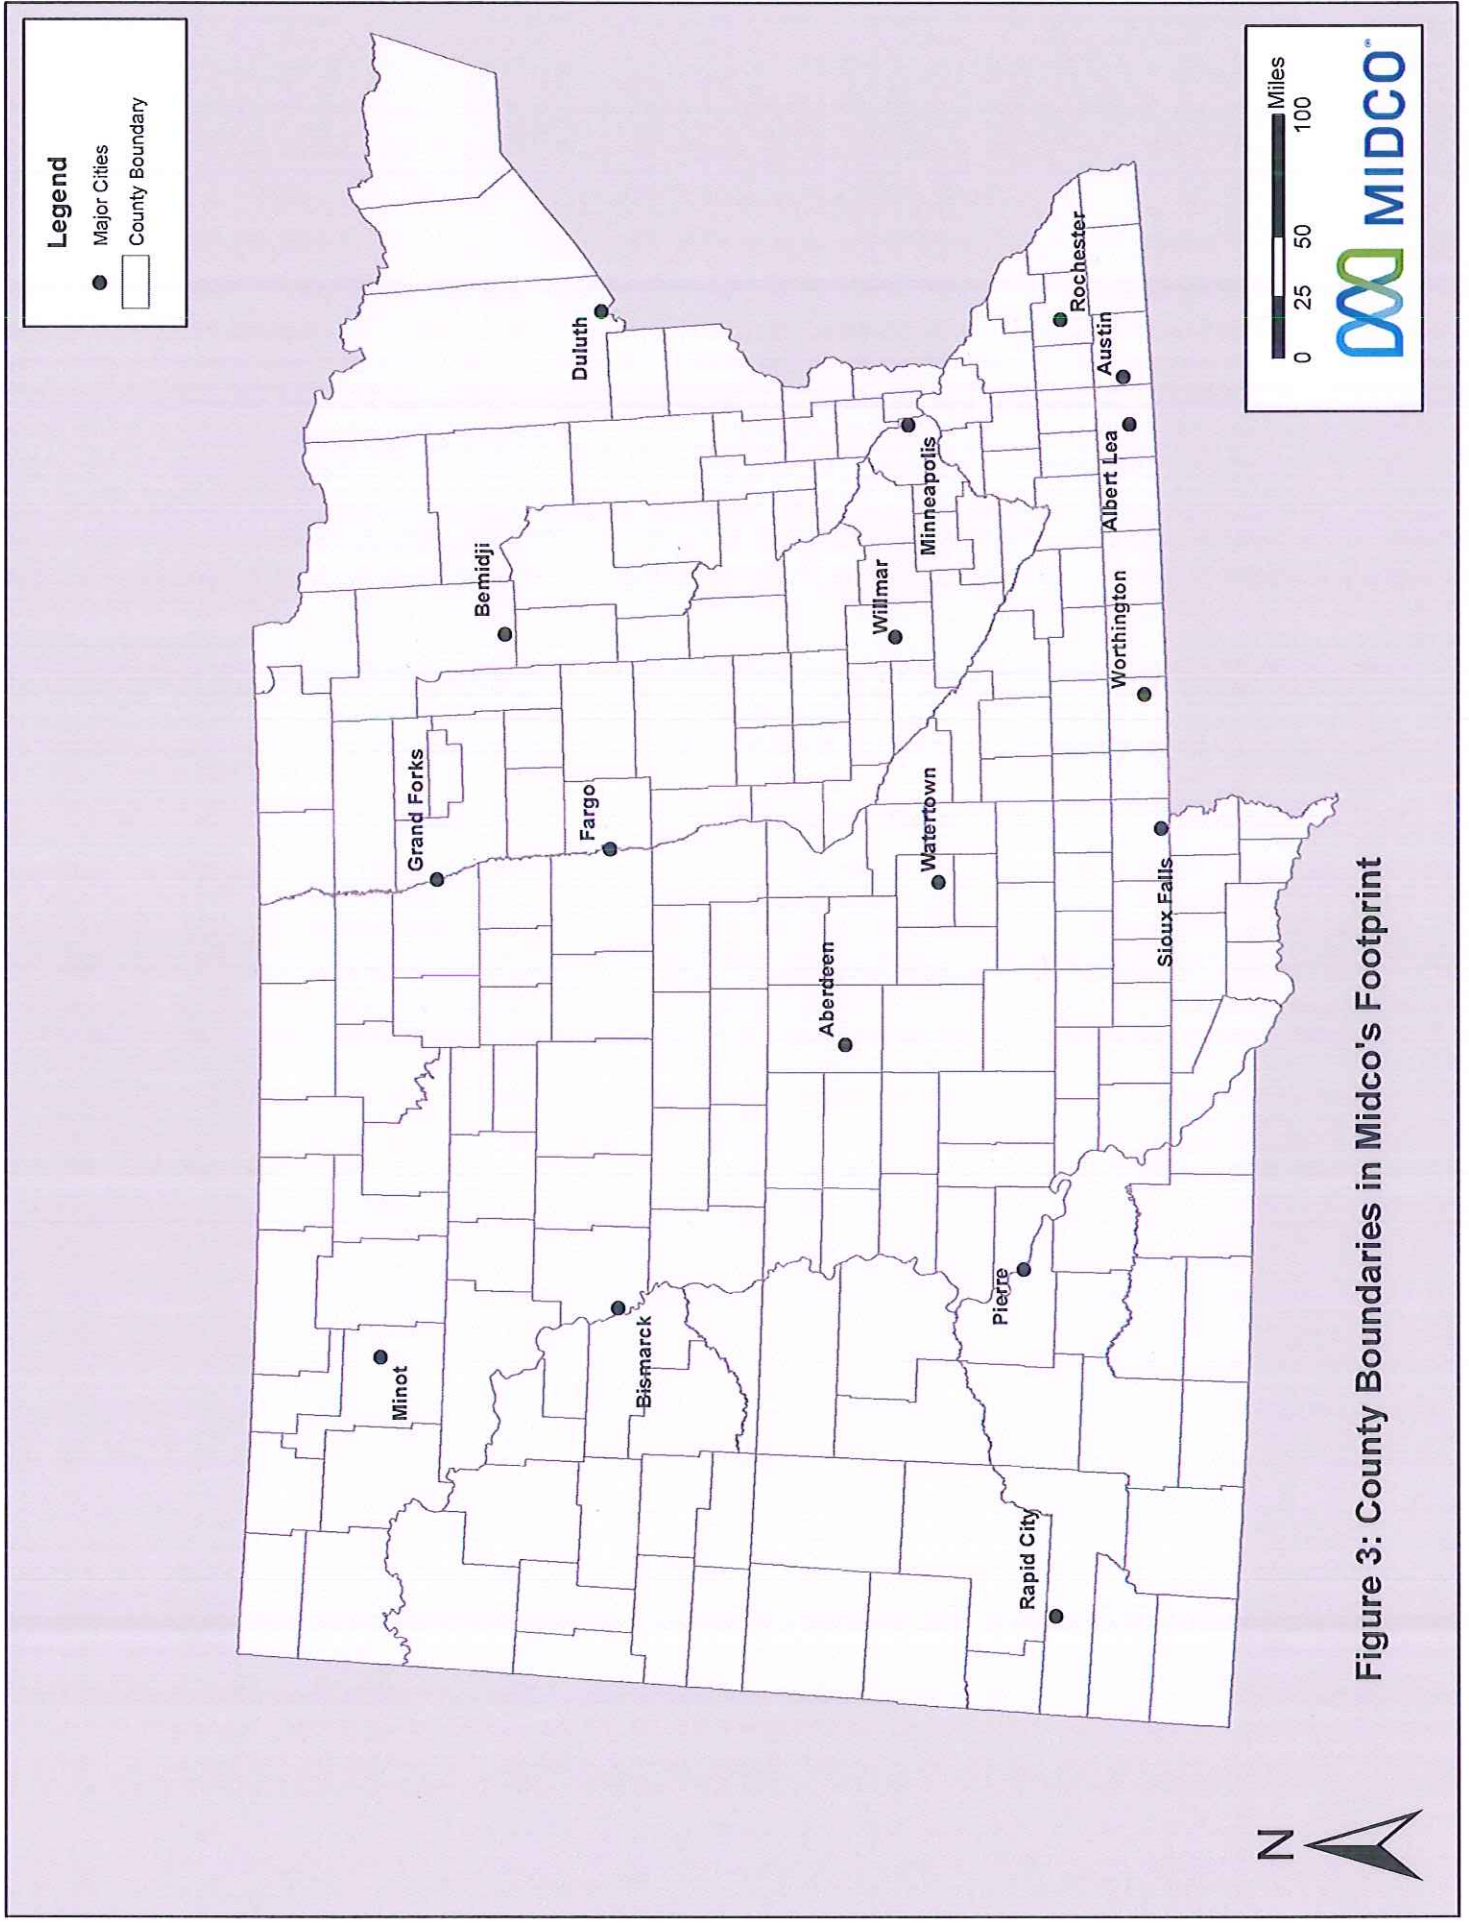 Legend
Major Cities
County Boundary
Minot
Grand Forks
Bemidji
Duluth
Fargo
Bismarck
Aberdeen
Willmar
Minneapolis
Watertown
Pierre
Rapid City
Rochester
Austin
Albert Lea
Worthington
Sioux Falls
0 25 50 100 Miles
MIDCO®
N
Figure 3: County Boundaries in Midco's Footprint